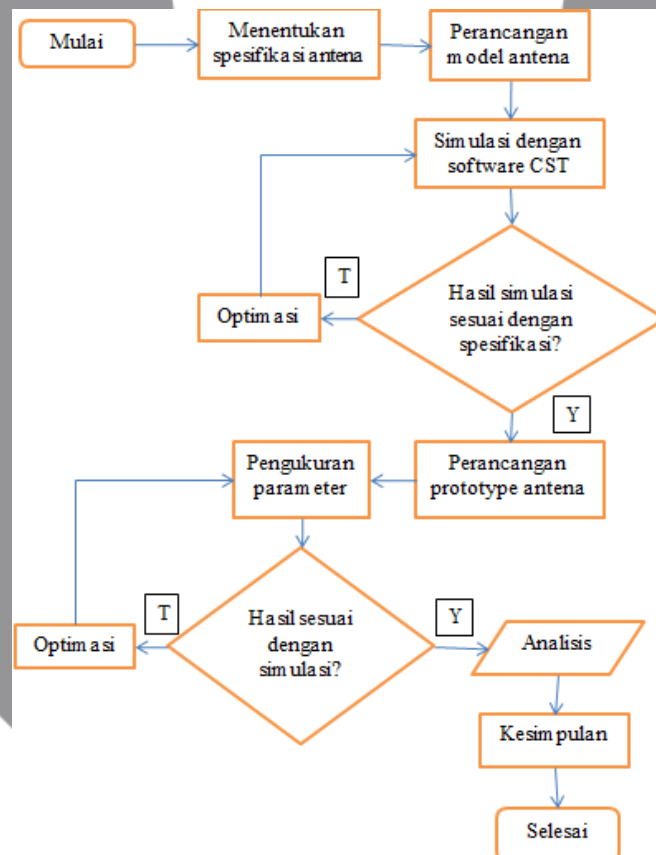 Mulai
Menentukan
spesifikasi antena
Perancangan
model antena
Simulasi dengan
software CST
T
Hasil simulasi
sesuai dengan
spesifikasi?
Optimasi
Y
Pengukuran
parameter
Perancangan
prototype antena
T
Hasil sesuai
dengan
simulasi?
Y
Optimasi
Analisis
Kesimpulan
Selesai